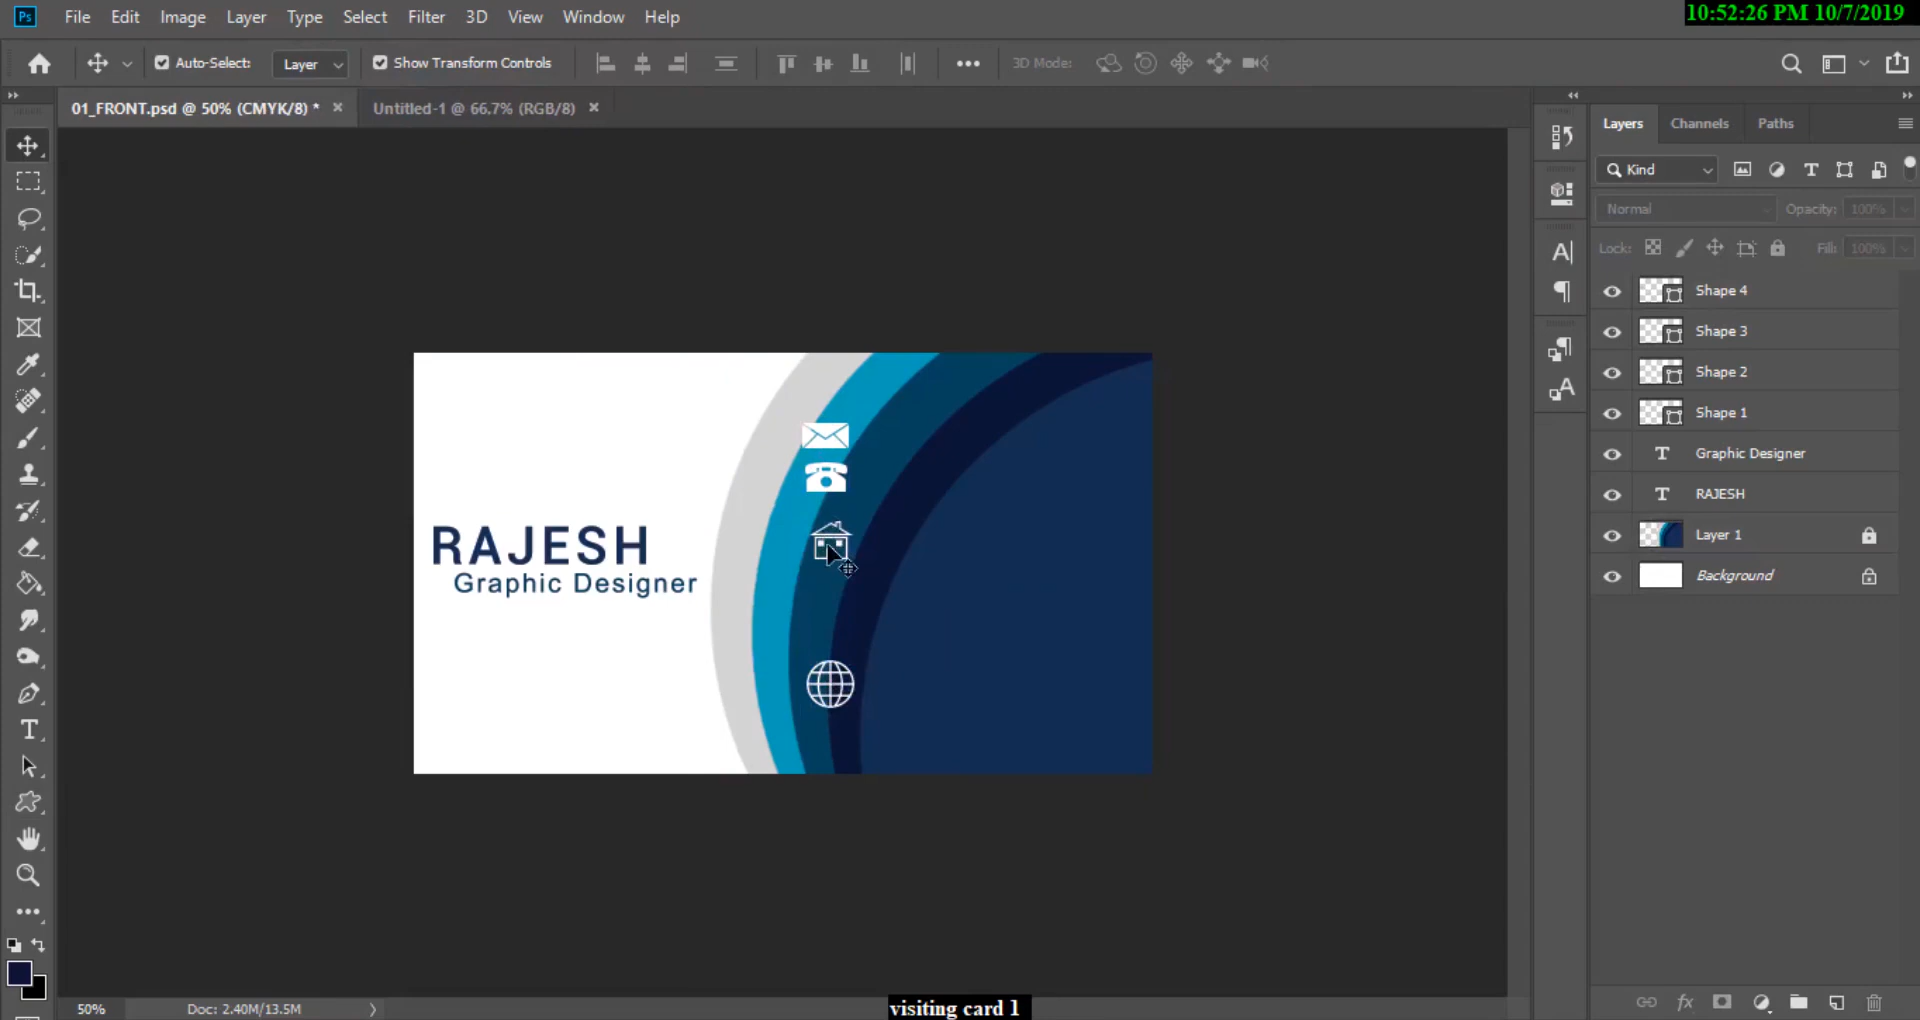 Ps File Edit Image Layer Type Select Filter 3D View Window Help 10:52:26 PM 10/7/2019
Auto-Select: Layer Show Transform Controls 3D Mode:
01_FRONT.psd @ 50% (CMYK/8) * × Untitled-1 @ 66.7% (RGB/8) ×
Layers Channels Paths
Kind
Normal Opacity: 100%
Lock: Fill: 100%
Shape 4
Shape 3
Shape 2
Shape 1
Graphic Designer
RAJESH
Layer 1
Background
RAJESH
Graphic Designer
50% Doc: 2.40M/13.5M
visiting card 1